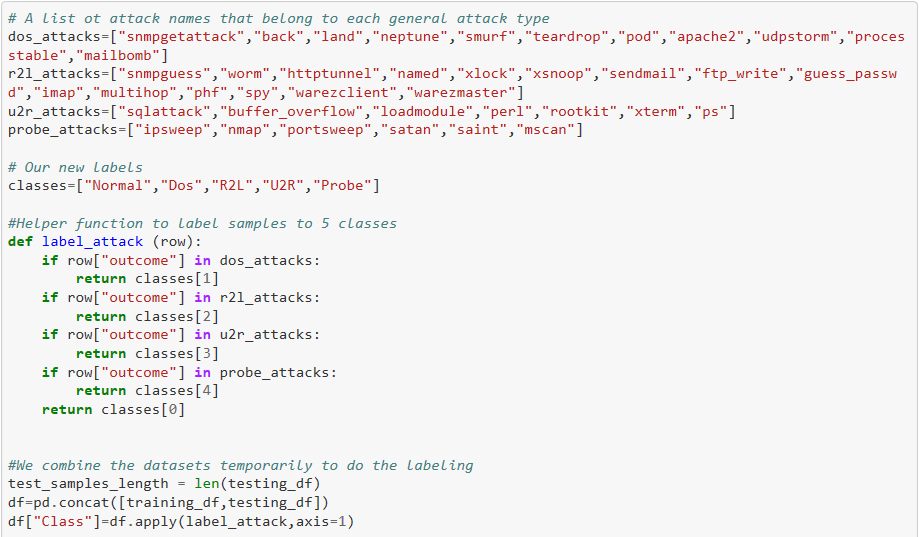 # A list ot attack names that belong to each general attack type
dos_attacks=["snmpgetattack","back","land","neptune","smurf","teardrop","pod","apache2","udpstorm","proces
stable","mailbomb"]
r2l_attacks=["snmpguess","worm","httptunnel","named","xlock","xsnoop","sendmail","ftp_write","guess_passw
d","imap","multihop","phf","spy","warezclient","warezmaster"]
u2r_attacks=["sqlattack","buffer_overflow","loadmodule","perl","rootkit","xterm","ps"]
probe_attacks=["ipsweep","nmap","portsweep","satan","saint","mscan"]

# Our new labels
classes=["Normal","Dos","R2L","U2R","Probe"]

#Helper function to label samples to 5 classes
def label_attack (row):
    if row["outcome"] in dos_attacks:
        return classes[1]
    if row["outcome"] in r2l_attacks:
        return classes[2]
    if row["outcome"] in u2r_attacks:
        return classes[3]
    if row["outcome"] in probe_attacks:
        return classes[4]
    return classes[0]


#We combine the datasets temporarily to do the labeling
test_samples_length = len(testing_df)
df=pd.concat([training_df,testing_df])
df["Class"]=df.apply(label_attack,axis=1)